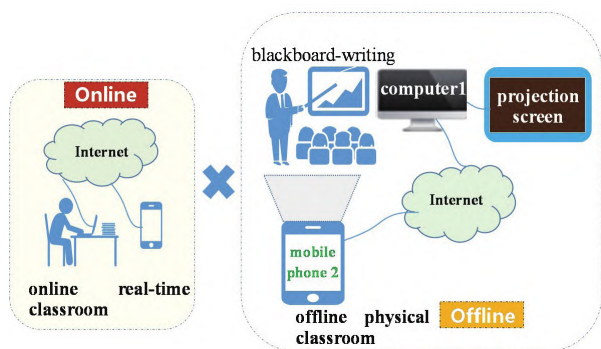 Online
Internet
online real-time
classroom
blackboard-writing
computer1
projection
screen
Internet
mobile
phone 2
offline physical
classroom
Offline